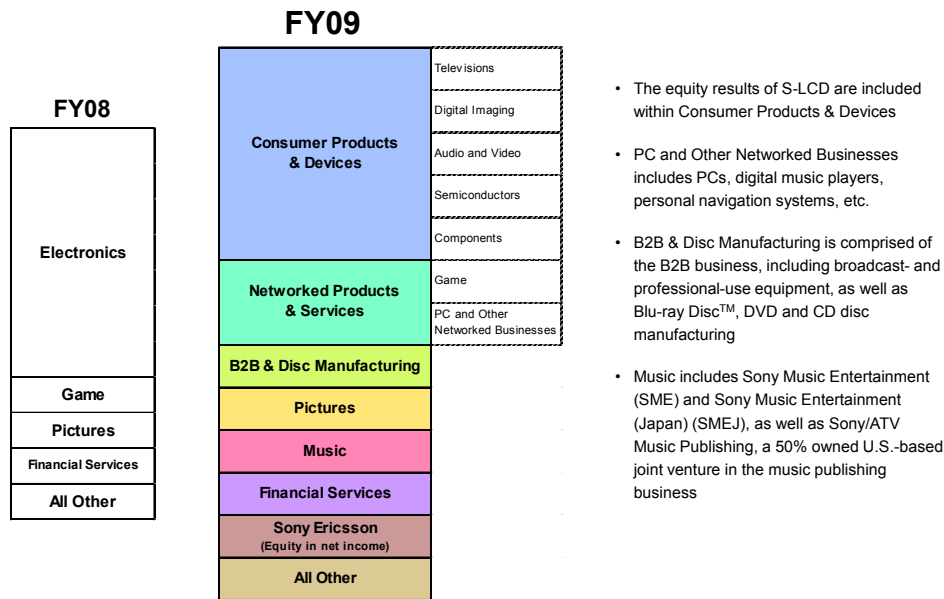 FY08
Electronics
Game
Pictures
Financial Services
All Other
FY09
Consumer Products
& Devices
Televisions
Digital Imaging
Audio and Video
Semiconductors
Components
Networked Products
& Services
Game
PC and Other
Networked Businesses
B2B & Disc Manufacturing
Pictures
Music
Financial Services
Sony Ericsson
(Equity in net income)
All Other
• The equity results of S-LCD are included
within Consumer Products & Devices
• PC and Other Networked Businesses
includes PCs, digital music players,
personal navigation systems, etc.
• B2B & Disc Manufacturing is comprised of
the B2B business, including broadcast- and
professional-use equipment, as well as
Blu-ray Disc™, DVD and CD disc
manufacturing
• Music includes Sony Music Entertainment
(SME) and Sony Music Entertainment
(Japan) (SMEJ), as well as Sony/ATV
Music Publishing, a 50% owned U.S.-based
joint venture in the music publishing
business